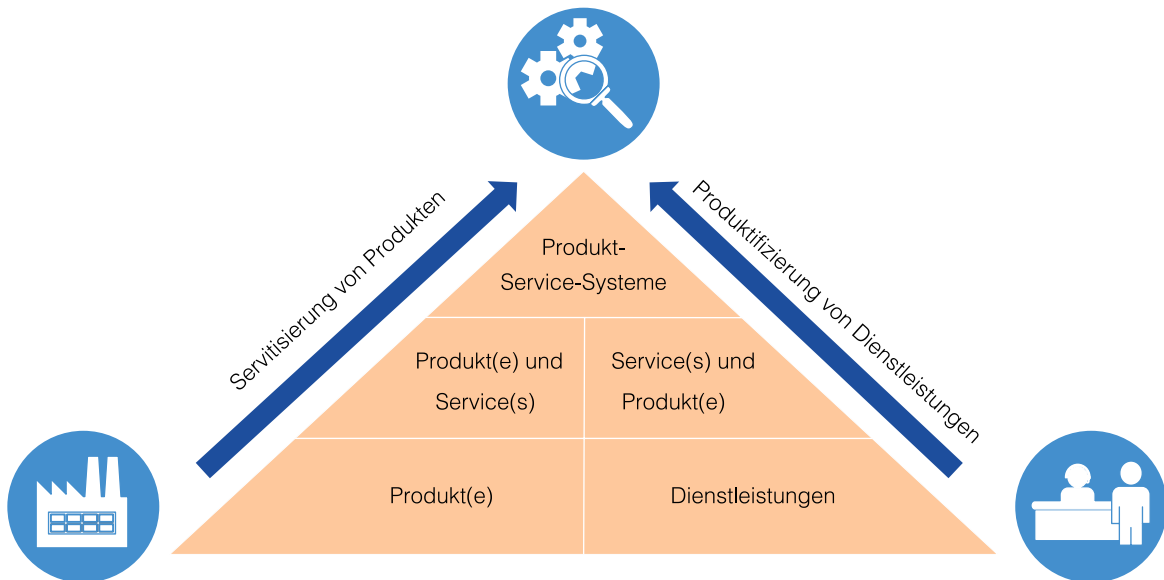 Servitisierung von Produkten
Produktifizierung von Dienstleistungen
Produkt-
Service-Systeme
Produkt(e) und
Service(s)
Service(s) und
Produkt(e)
Produkt(e)
Dienstleistungen